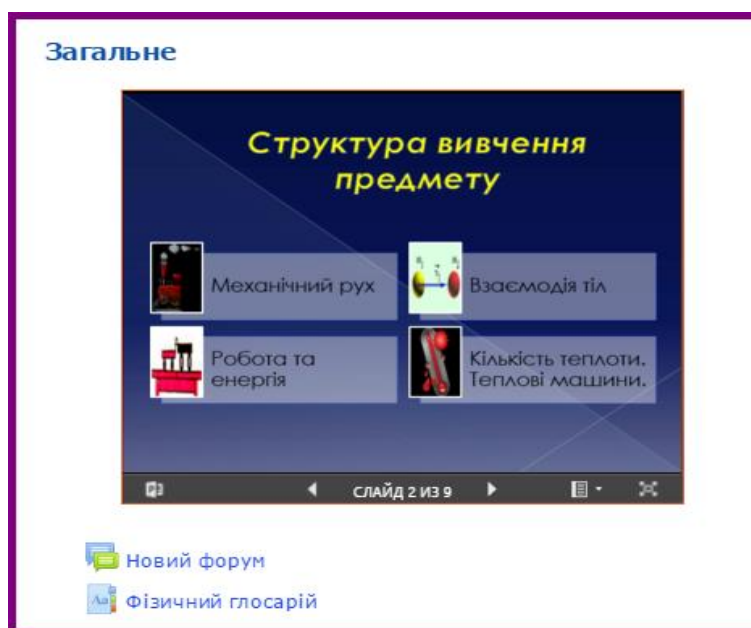 Загальне
Структура вивчення
предмету
Механічний рух
Взаємодія тіл
Робота та
енергія
Кількість теплоти.
Теплові машини.
СЛАЙД 2 ИЗ 9
Новий форум
Фізичний глосарій